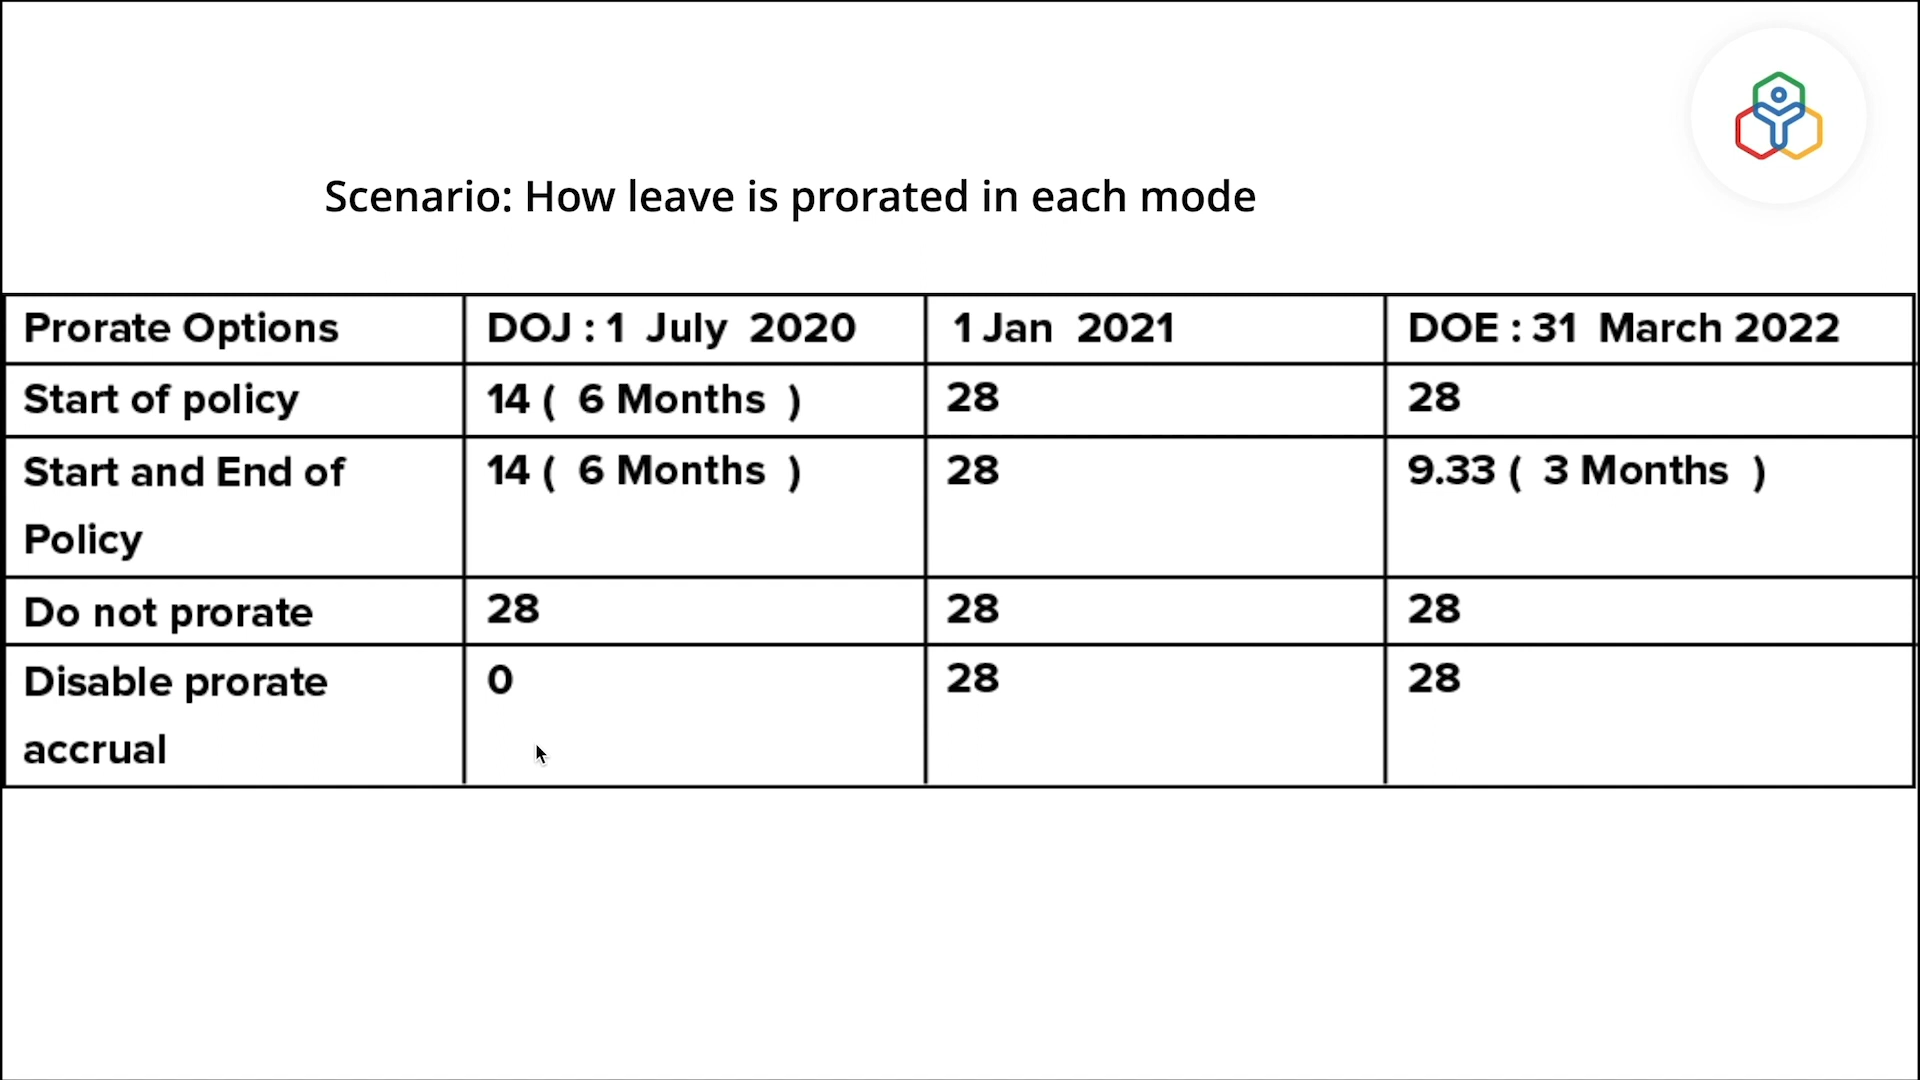 Scenario: How leave is prorated in each mode
Prorate Options DOJ : 1 July 2020 1 Jan 2021 DOE : 31 March 2022
Start of policy 14 ( 6 Months ) 28 28
Start and End of 14 ( 6 Months ) 28 9.33 ( 3 Months )
Policy
Do not prorate 28 28 28
Disable prorate 0 28 28
accrual